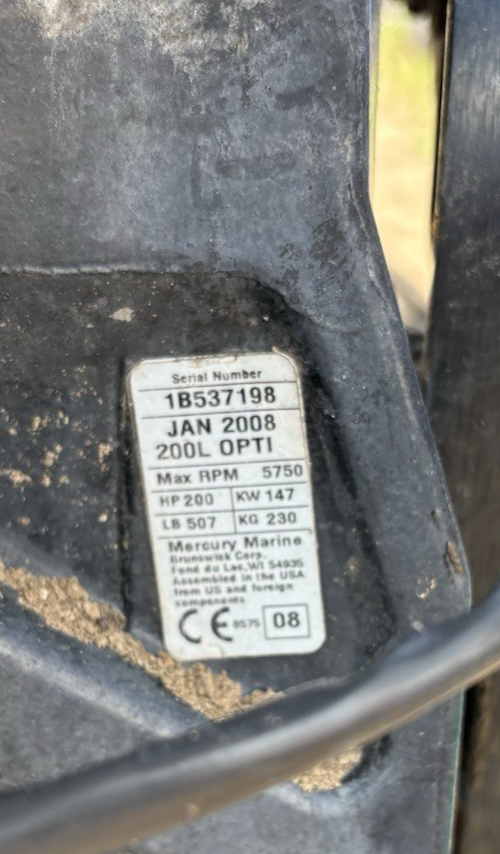 Serial Number
1B537198
JAN 2008
200L OPTI
Max RPM 5750
HP 200 KW 147
LB 507 KG 230
Mercury Marine
Brunswick Corp.
Fond du Lac, WI 54935
Assembled in the USA
from US and foreign
components
CE 0575 08